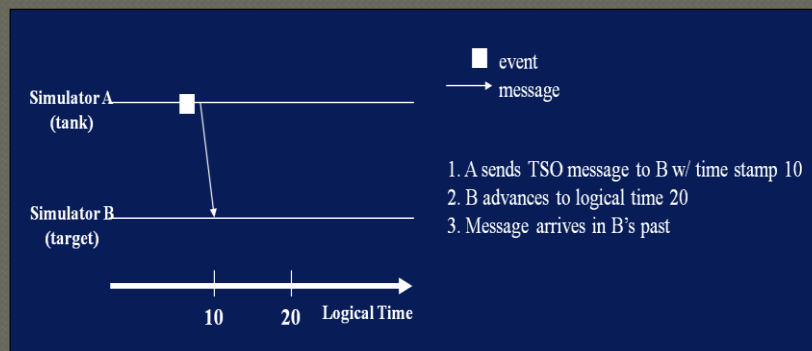 event
message
Simulator A
(tank)
1. A sends TSO message to B w/ time stamp 10
2. B advances to logical time 20
3. Message arrives in B's past
Simulator B
(target)
10
20
Logical Time